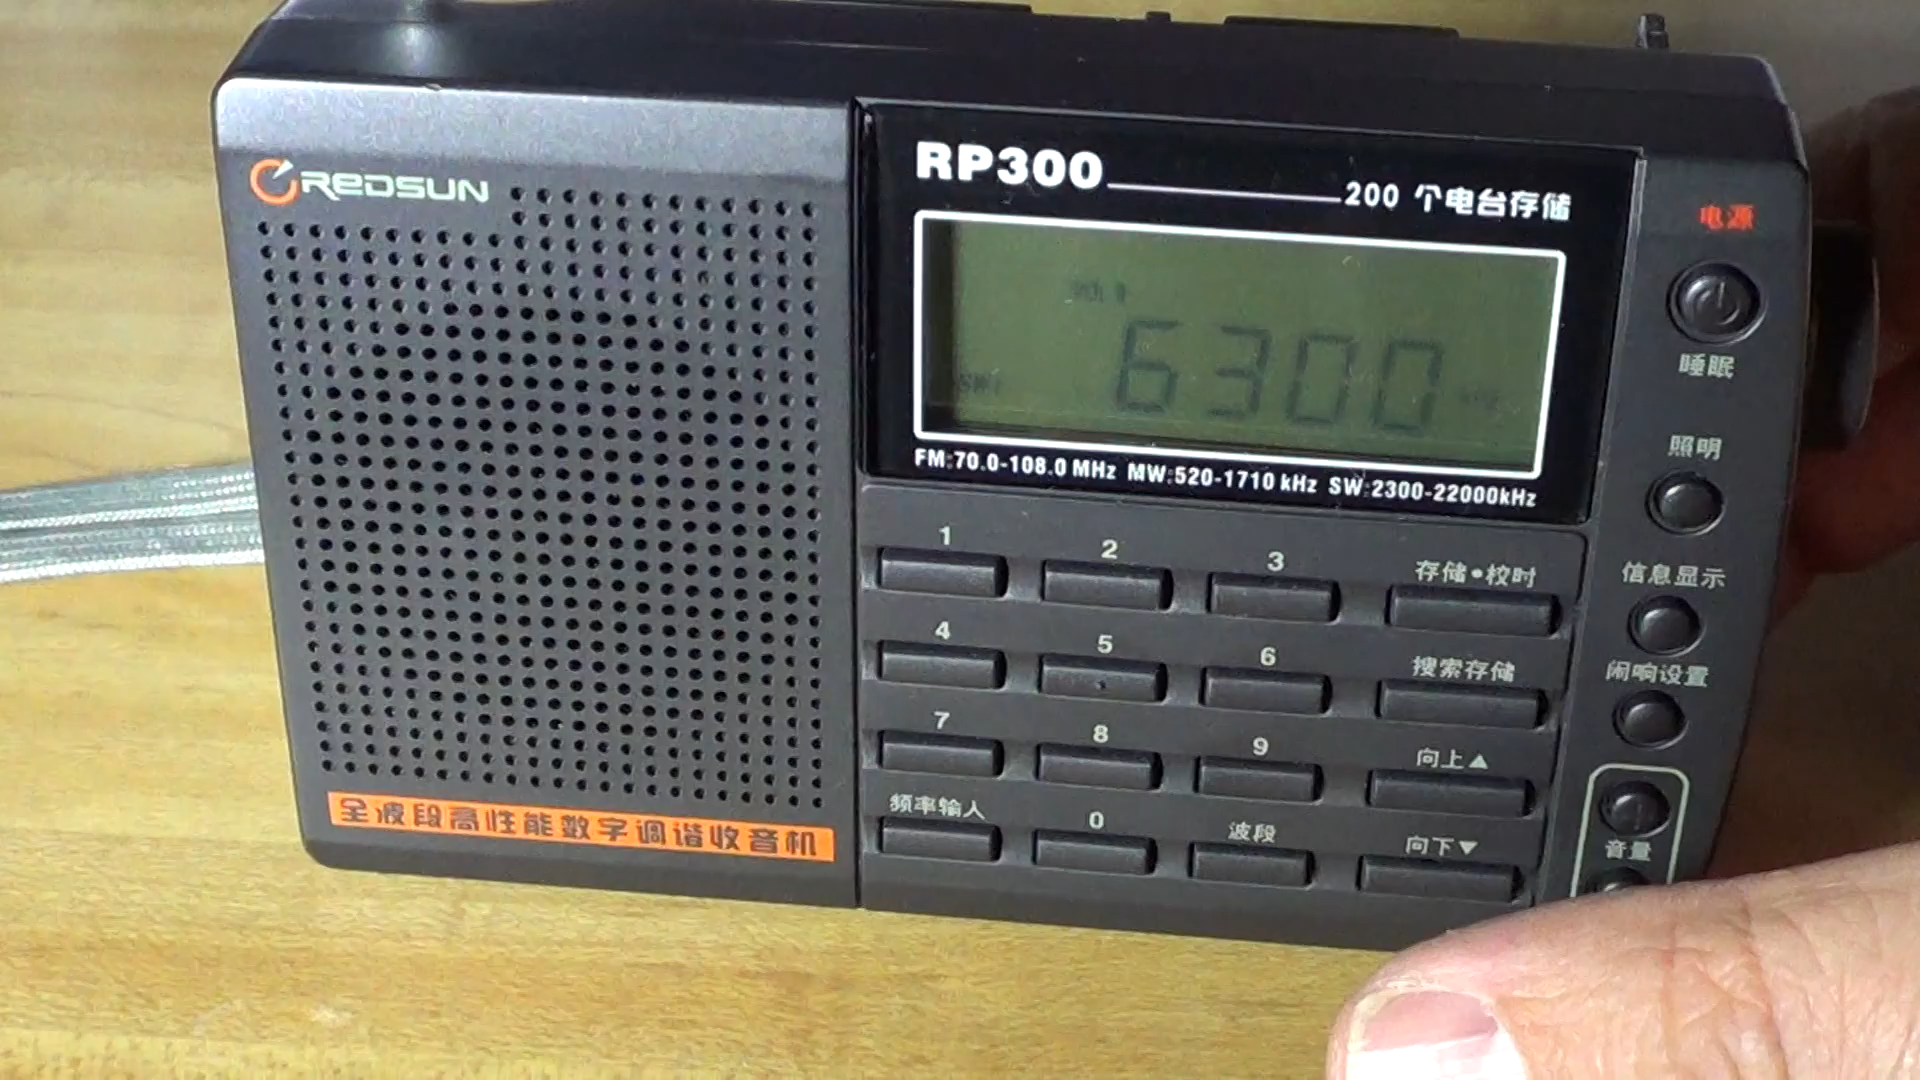 REDSUN
RP300
200 个电台存储
6300
FM:70.0-108.0 MHz MW:520-1710 kHz SW:2300-22000kHz
电源
睡眠
照明
信息显示
闹响设置
音量
1
2
3
存储•校时
4
5
6
搜索存储
7
8
9
向上▲
频率输入
0
波段
向下▼
全波段高性能数字调谐收音机